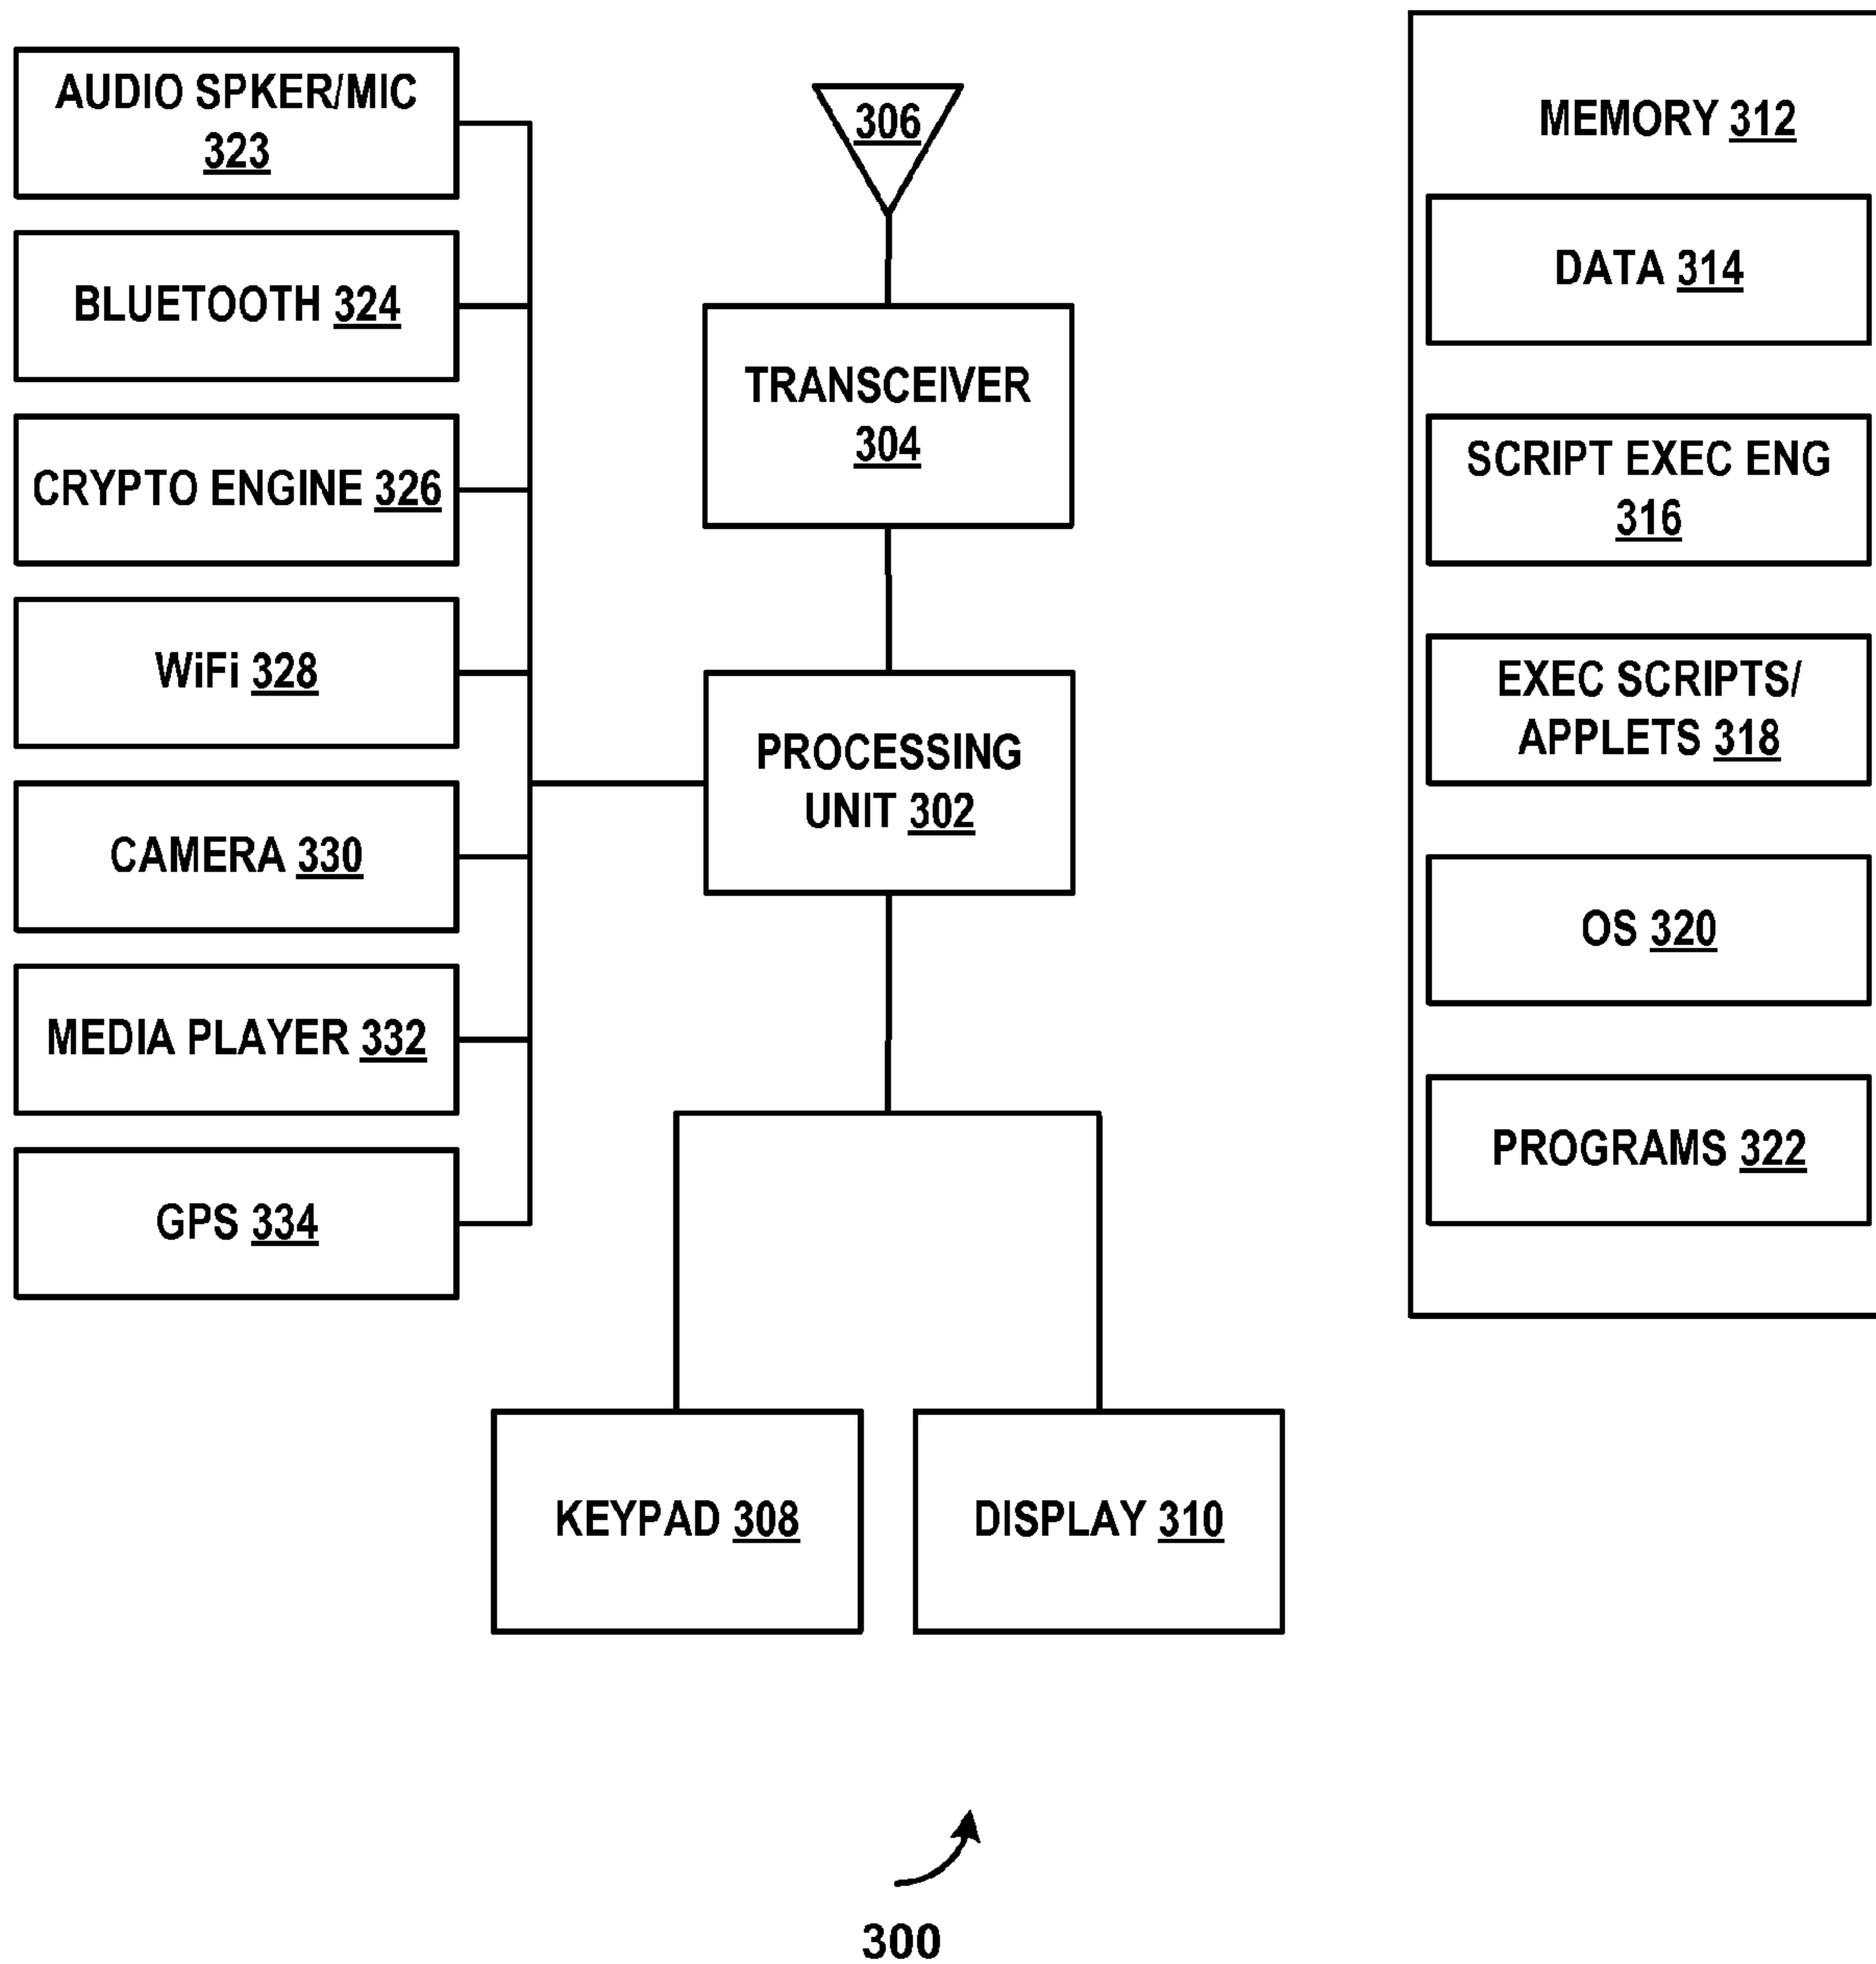 AUDIO SPKER/MIC
323
BLUETOOTH 324
CRYPTO ENGINE 326
WiFi 328
CAMERA 330
MEDIA PLAYER 332
GPS 334
306
TRANSCEIVER
304
PROCESSING
UNIT 302
KEYPAD 308
DISPLAY 310
MEMORY 312
DATA 314
SCRIPT EXEC ENG
316
EXEC SCRIPTS/
APPLETS 318
OS 320
PROGRAMS 322
300